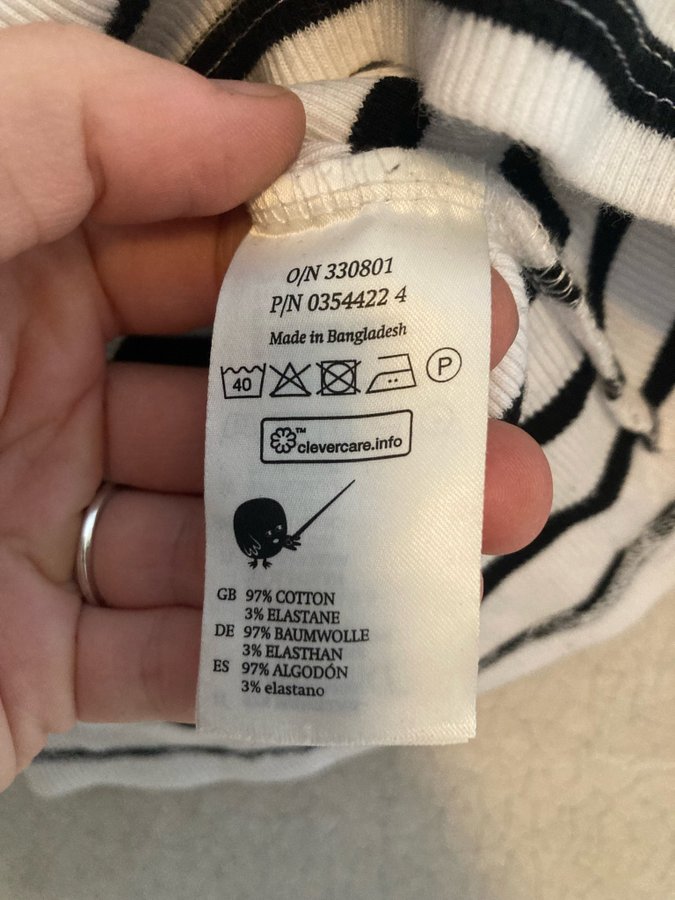 O/N 330801
P/N 0354422 4
Made in Bangladesh
40 P
™ clevercare.info
GB 97% COTTON
3% ELASTANE
DE 97% BAUMWOLLE
3% ELASTHAN
ES 97% ALGODÓN
3% elastano